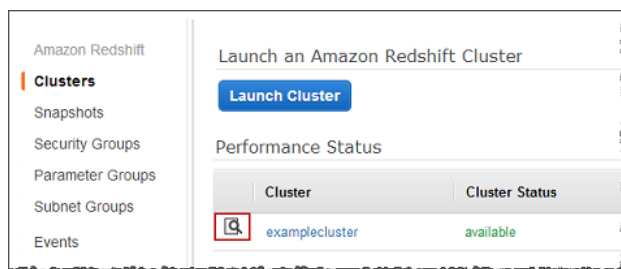 Amazon Redshift
Clusters
Snapshots
Security Groups
Parameter Groups
Subnet Groups
Events
Launch an Amazon Redshift Cluster
Launch Cluster
Performance Status
Cluster Cluster Status
examplecluster available